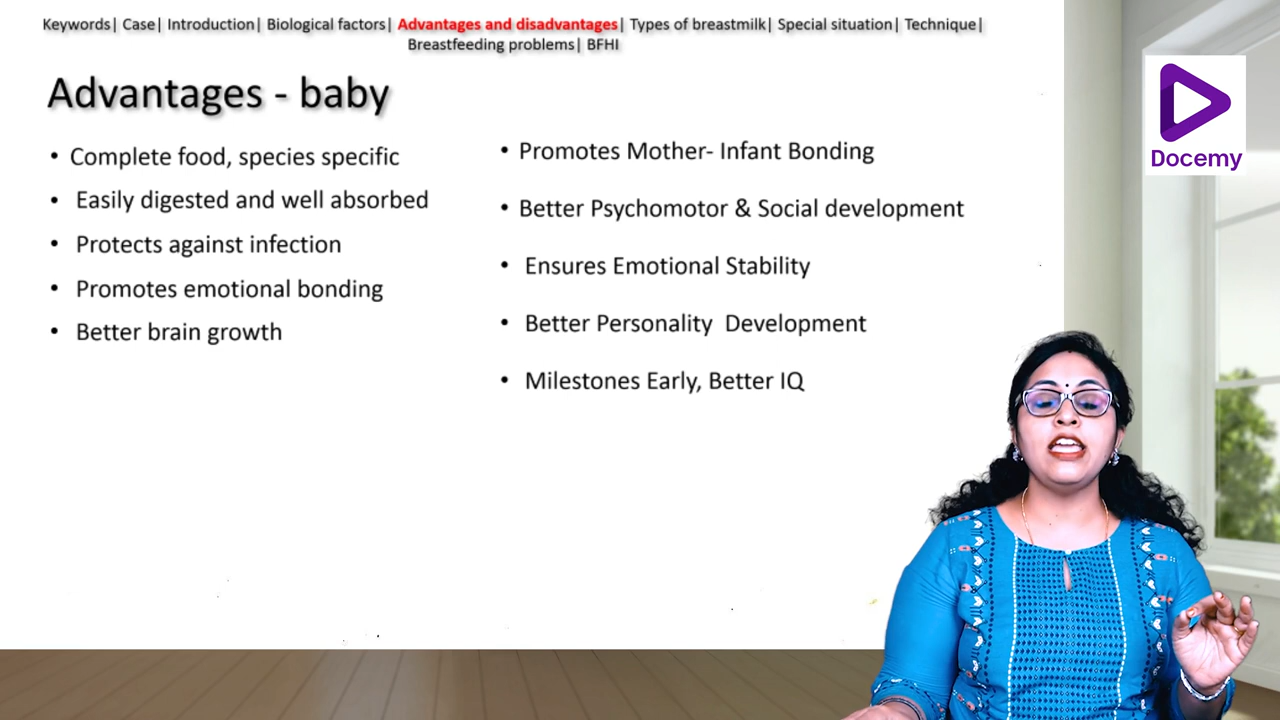 Keywords| Case| Introduction| Biological factors| Advantages and disadvantages| Types of breastmilk| Special situation| Technique|
Breastfeeding problems| BFHI
Advantages - baby
• Complete food, species specific
• Easily digested and well absorbed
• Protects against infection
• Promotes emotional bonding
• Better brain growth
• Promotes Mother- Infant Bonding
• Better Psychomotor & Social development
• Ensures Emotional Stability
• Better Personality Development
• Milestones Early, Better IQ
Docemy